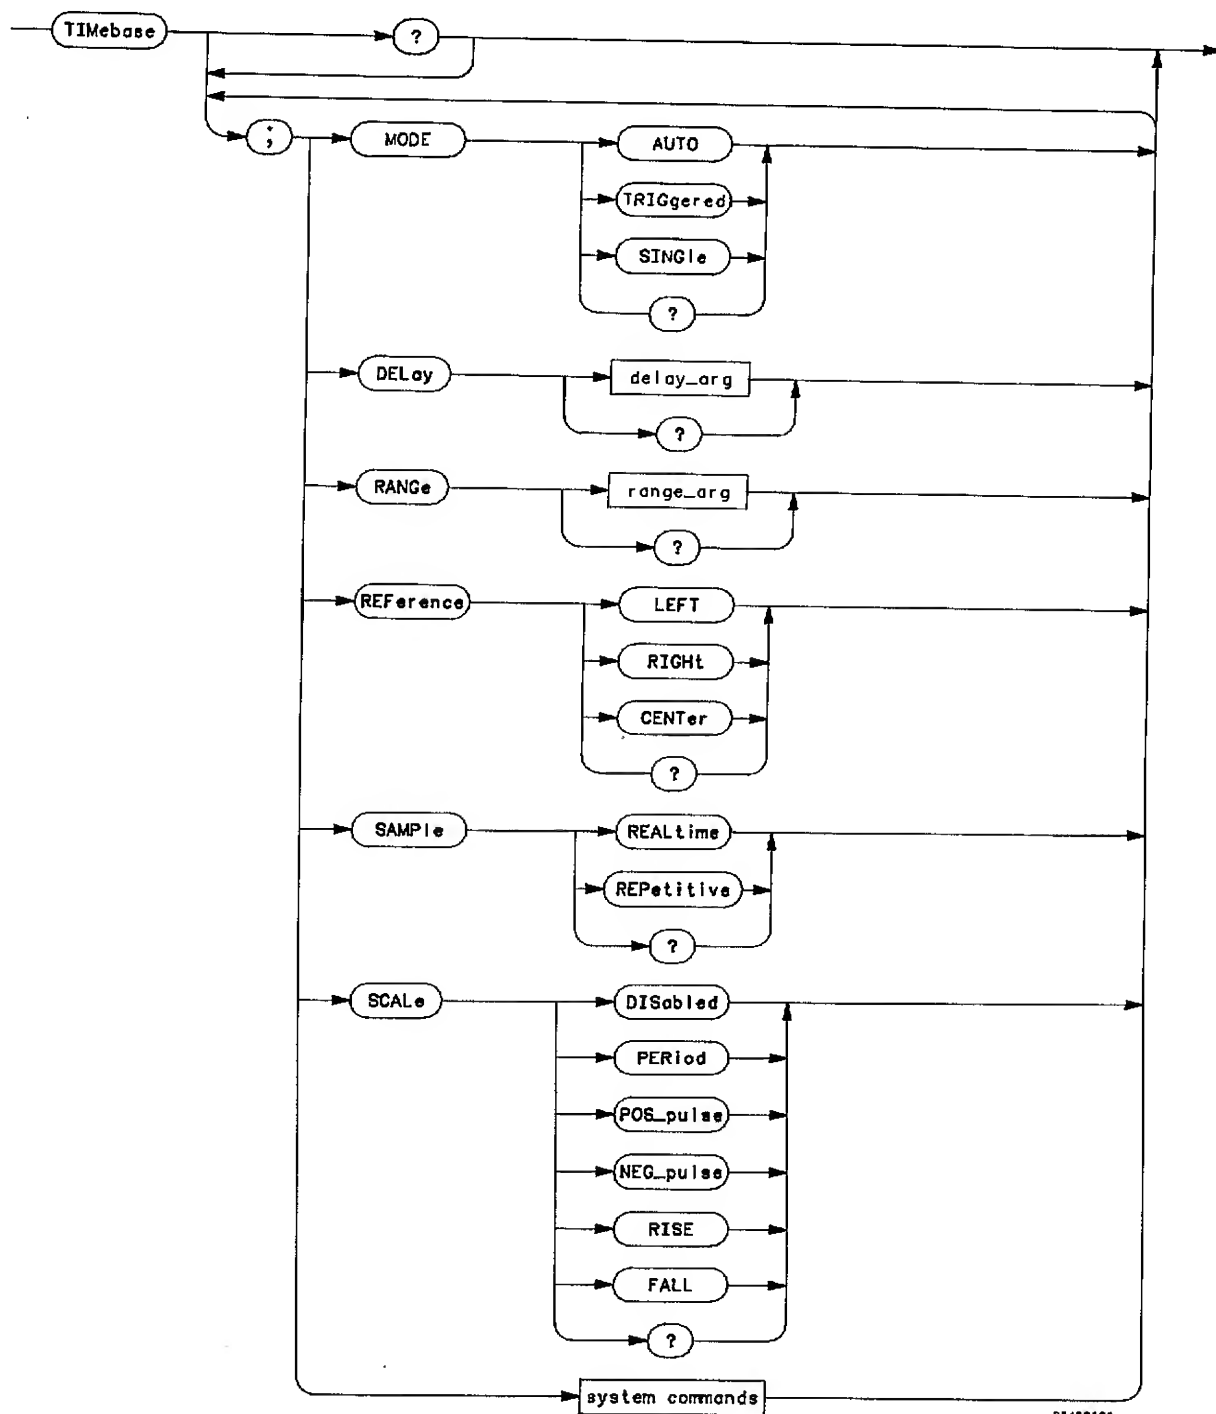 TIMebase ?
; MODE AUTO
TRIGgered
SINGle
?
DELay delay_arg
?
RANGe range_arg
?
REFerence LEFT
RIGHt
CENTer
?
SAMPle REALtime
REPetitive
?
SCALe DISabled
PERiod
POS_pulse
NEG_pulse
RISE
FALL
?
system commands